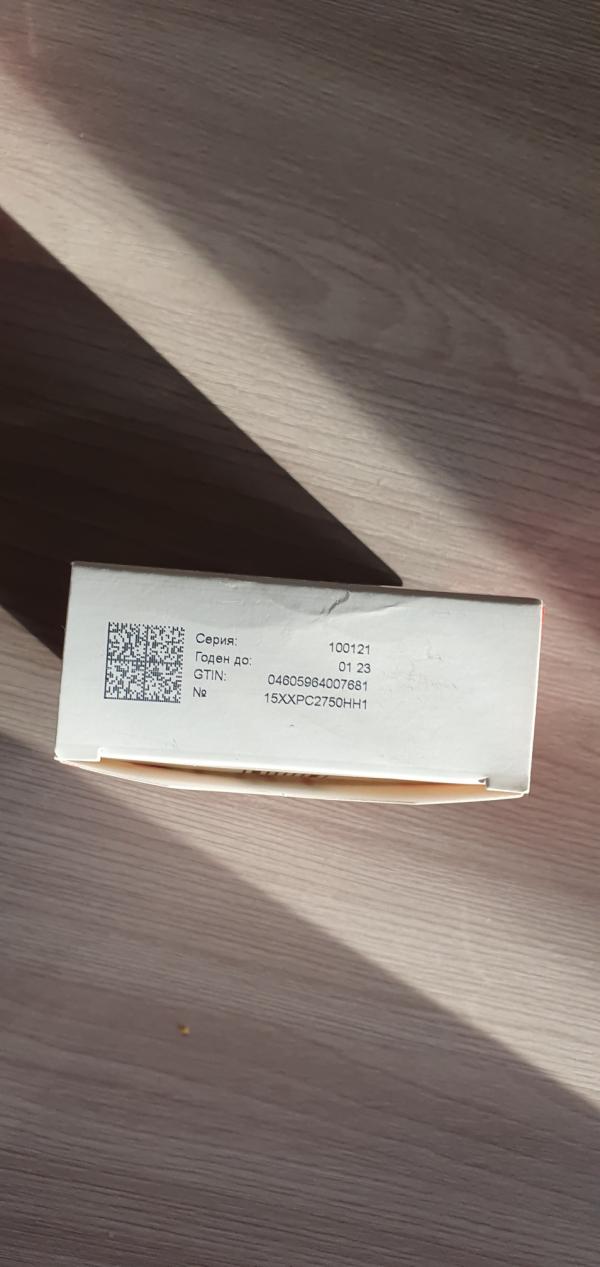 Серия: 100121
Годен до: 01 23
GTIN: 04605964007681
№ 15XXPC2750HH1